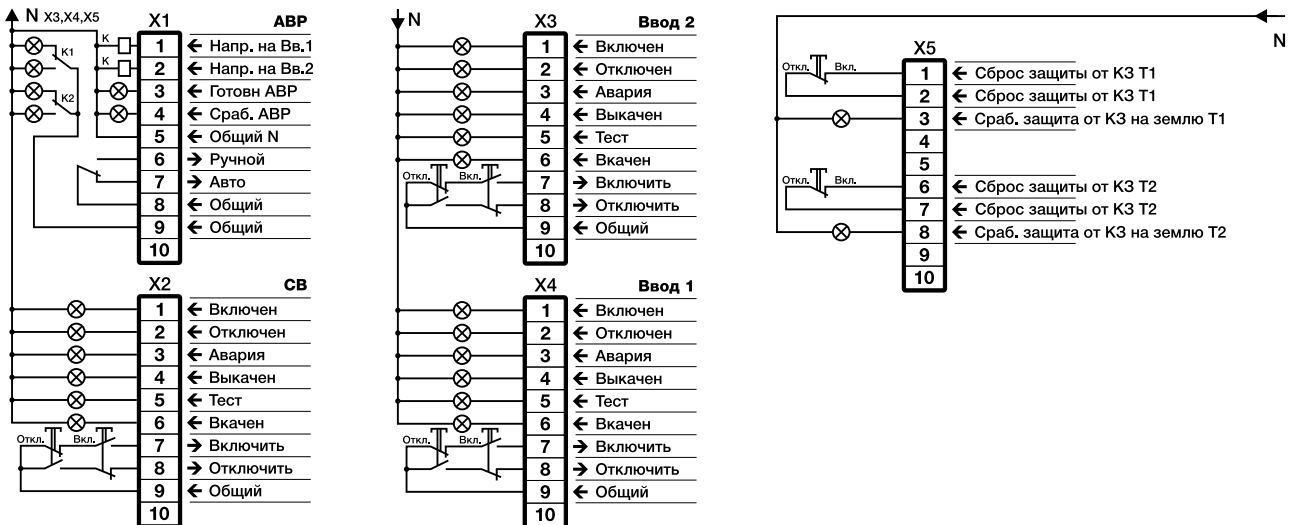 N X3,X4,X5
X1 АВР
K1
K2
K
K
1 Напр. на Вв.1
2 Напр. на Вв.2
3 Готовн АВР
4 Сраб. АВР
5 Общий N
6 Ручной
7 Авто
8 Общий
9 Общий
10
X2 СВ
1 Включен
2 Отключен
3 Авария
4 Выкачен
5 Тест
6 Вкачен
Откл. Вкл.
7 Включить
8 Отключить
9 Общий
10
N
X3 Ввод 2
1 Включен
2 Отключен
3 Авария
4 Выкачен
5 Тест
6 Вкачен
Откл. Вкл.
7 Включить
8 Отключить
9 Общий
10
X4 Ввод 1
1 Включен
2 Отключен
3 Авария
4 Выкачен
5 Тест
6 Вкачен
Откл. Вкл.
7 Включить
8 Отключить
9 Общий
10
N
X5
Откл. Вкл.
1 Сброс защиты от КЗ Т1
2 Сброс защиты от КЗ Т1
3 Сраб. защита от КЗ на землю Т1
4
5
Откл. Вкл.
6 Сброс защиты от КЗ Т2
7 Сброс защиты от КЗ Т2
8 Сраб. защита от КЗ на землю Т2
9
10